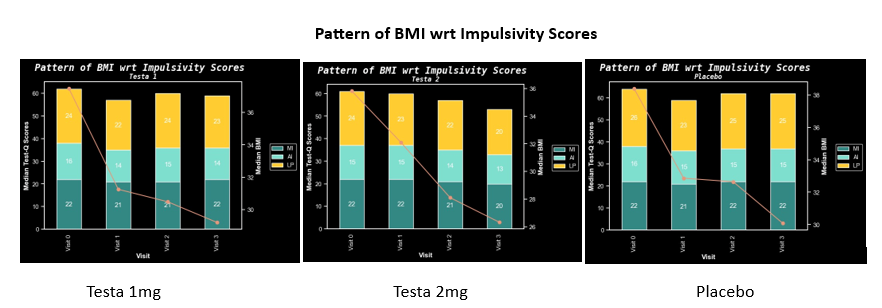 Pattern of BMI wrt Impulsivity Scores
Pattern of BMI wrt Impulsivity Scores
Testa 1
Median Test-Q Scores
60
50
40
30
20
10
0
24
22
24
23
16
14
15
14
22
21
21
22
36
34
32
30
Median BMI
MI
AI
LP
Visit 0
Visit 1
Visit 2
Visit 3
Visit
Pattern of BMI wrt Impulsivity Scores
Testa 2
Median Test-Q Scores
60
50
40
30
20
10
0
24
23
22
20
15
15
14
13
22
22
21
20
36
34
32
30
28
26
Median BMI
MI
AI
LP
Visit 0
Visit 1
Visit 2
Visit 3
Visit
Pattern of BMI wrt Impulsivity Scores
Placebo
Median Test-Q Scores
60
50
40
30
20
10
0
23
25
25
15
15
15
22
21
22
22
38
36
34
32
30
Median BMI
MI
AI
LP
Visit 0
Visit 1
Visit 2
Visit 3
Visit
Testa 1mg
Testa 2mg
Placebo